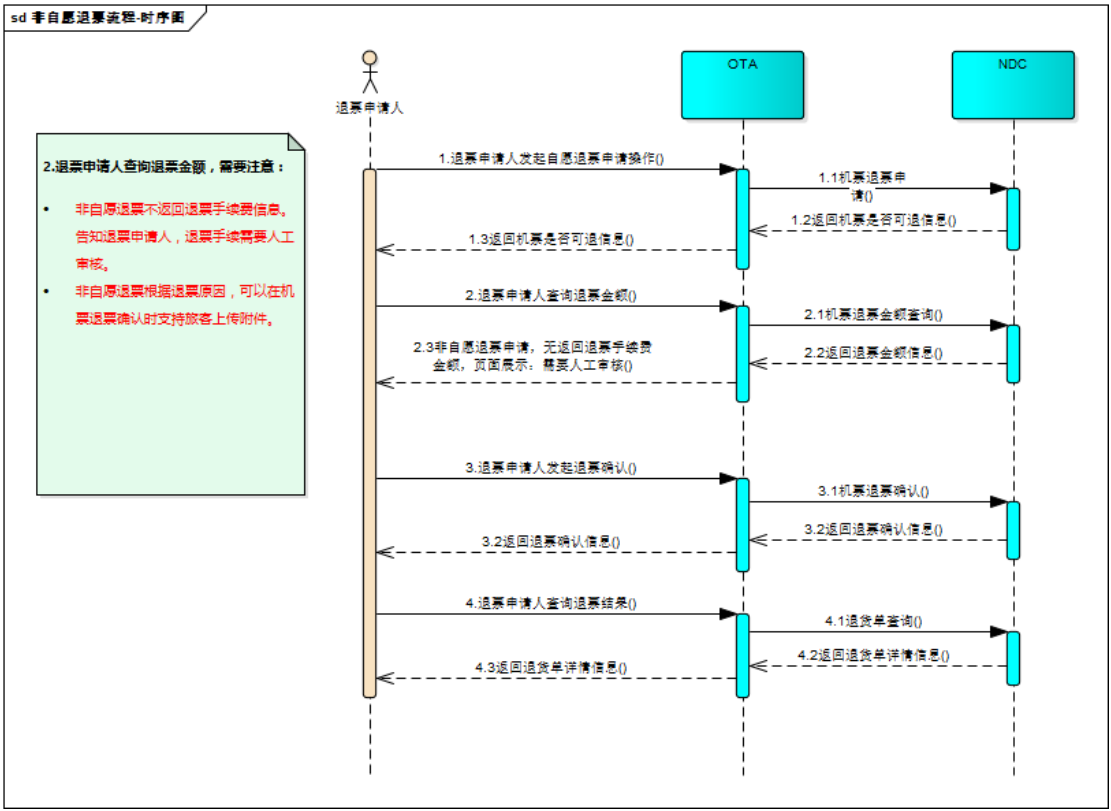 sd 非自愿退票流程-时序图
退票申请人
OTA
NDC
2.退票申请人查询退票金额，需要注意：
• 非自愿退票不返回退票手续费信息。
告知退票申请人，退票手续需要人工
审核。
• 非自愿退票根据退票原因，可以在机
票退票确认时支持旅客上传附件。
1.退票申请人发起自愿退票申请操作()
1.1机票退票申
请()
1.2返回机票是否可退信息()
1.3返回机票是否可退信息()
2.退票申请人查询退票金额()
2.1机票退票金额查询()
2.2返回退票金额信息()
2.3非自愿退票申请，无返回退票手续费
金额，页面展示：需要人工审核()
3.退票申请人发起退票确认()
3.1机票退票确认()
3.2返回退票确认信息()
3.2返回退票确认信息()
4.退票申请人查询退票结果()
4.1退货单查询()
4.2返回退货单详情信息()
4.3返回退货单详情信息()